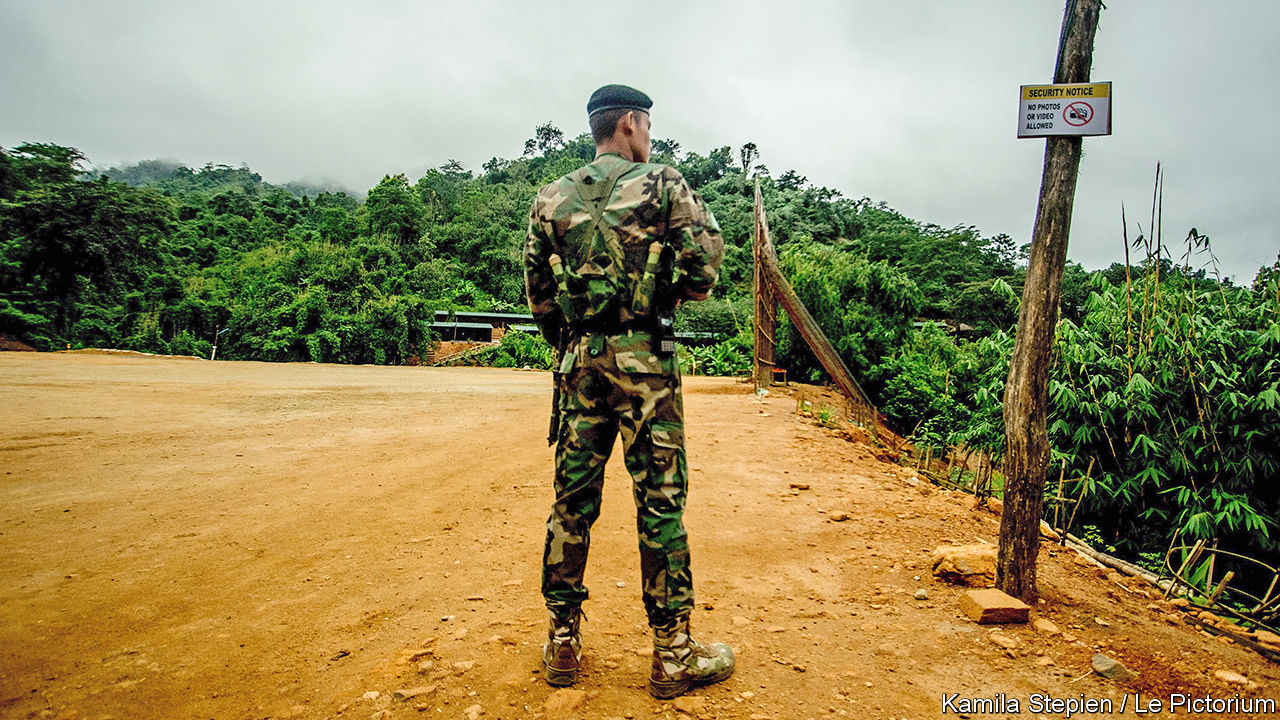 SECURITY NOTICE
NO PHOTOS
OR VIDEO
ALLOWED
Kamila Stepien / Le Pictorium